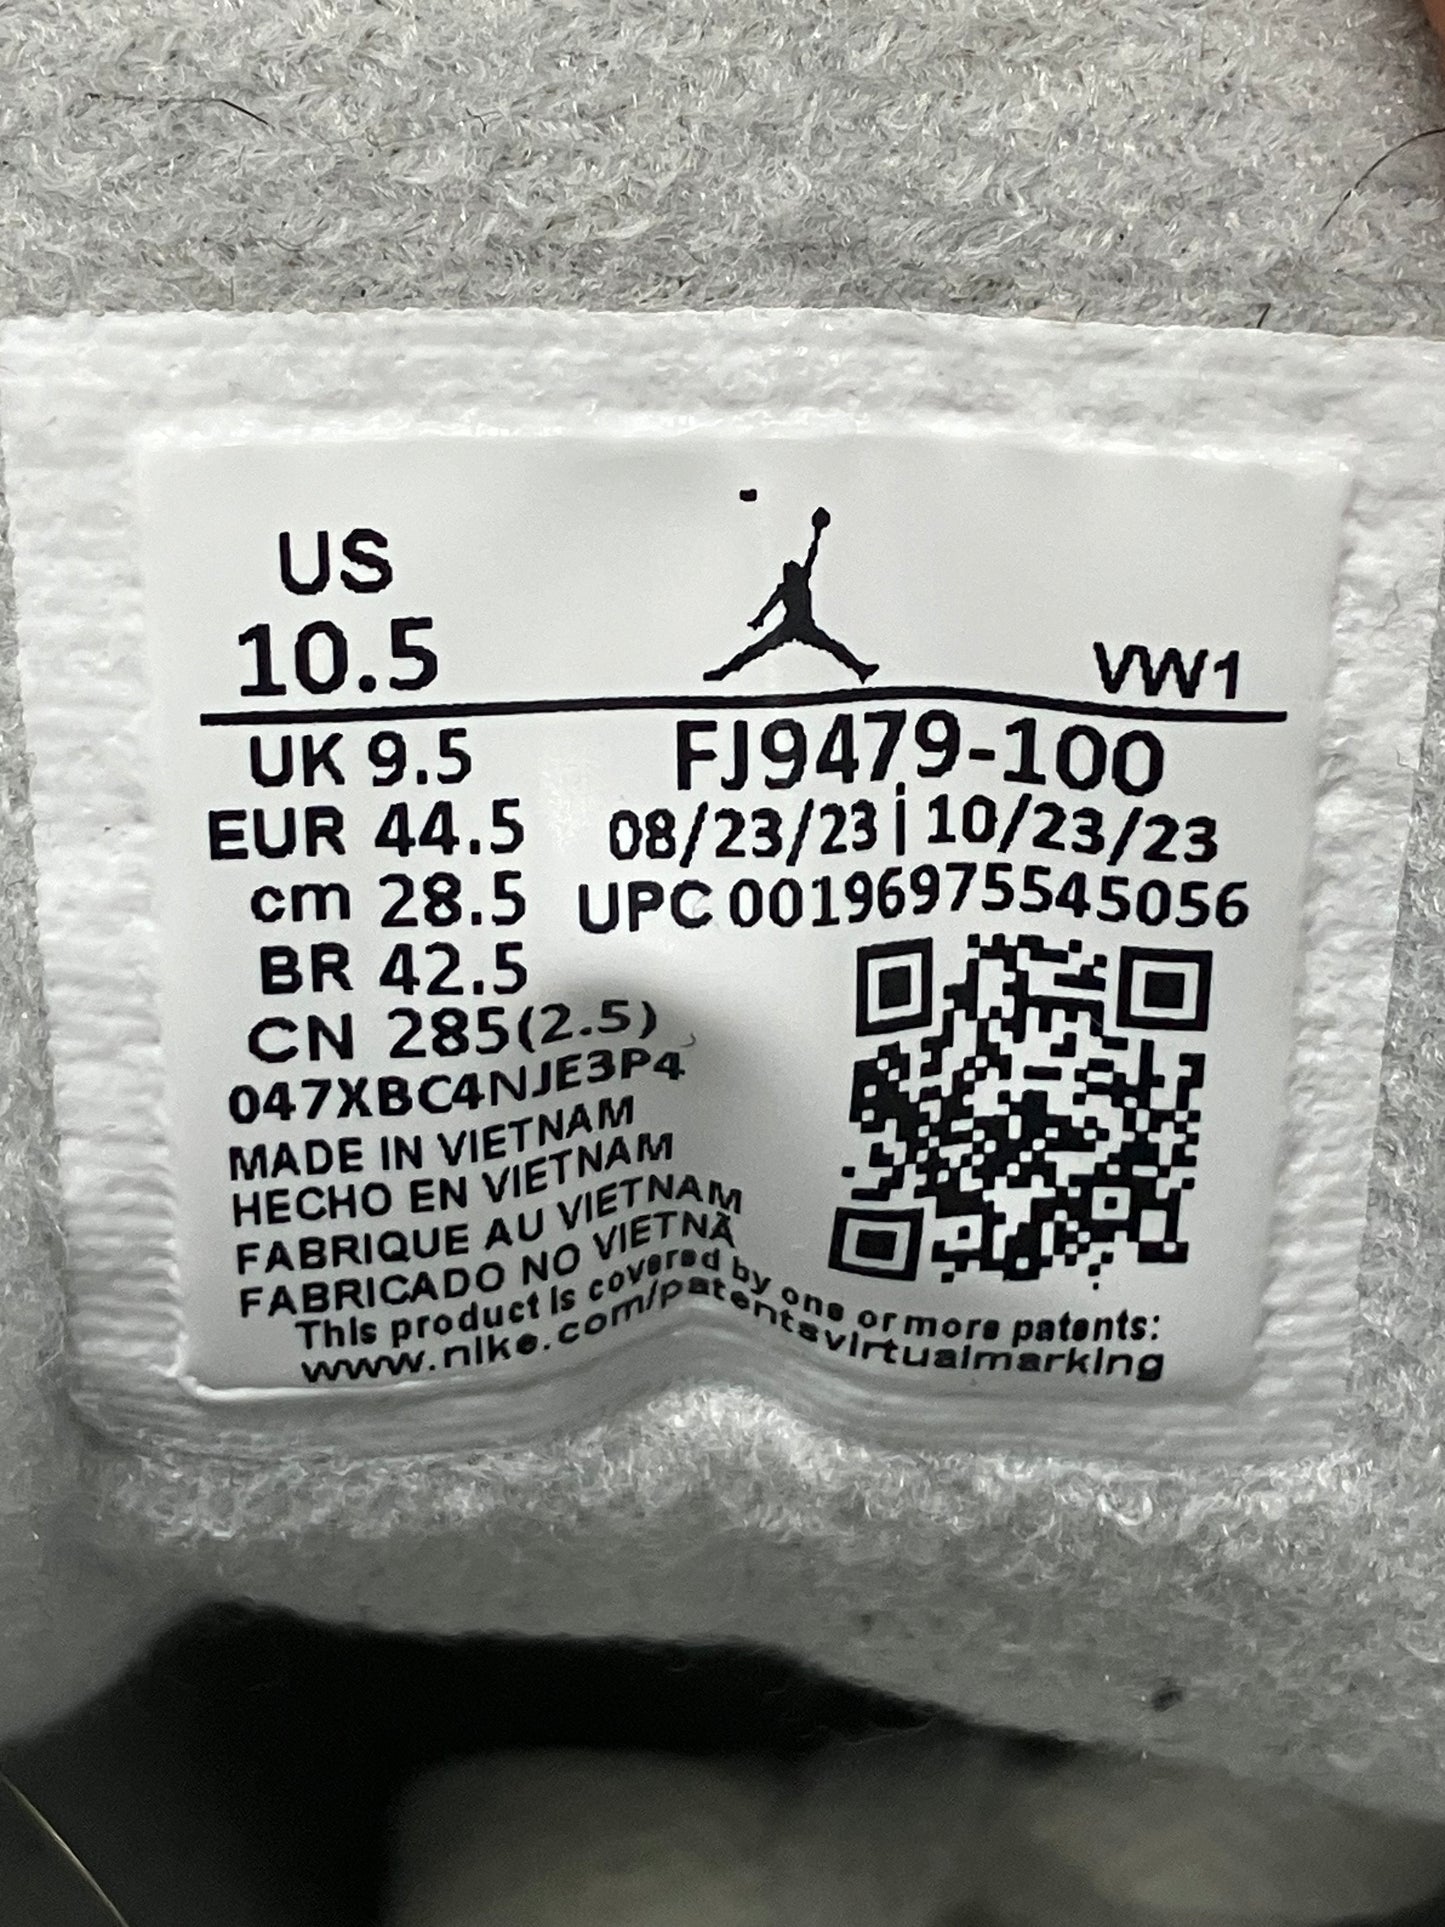 US
10.5
VW1
UK 9.5
EUR 44.5
cm 28.5
BR 42.5
CN 285(2.5)
FJ9479-100
08/23/23 | 10/23/23
UPC 00196975545056
047XBC4NJE3P4
MADE IN VIETNAM
HECHO EN VIETNAM
FABRIQUE AU VIETNAM
FABRICADO NO VIETNÃ
This product is covered by one or more patents:
www.nike.com/patentsvirtualmarking